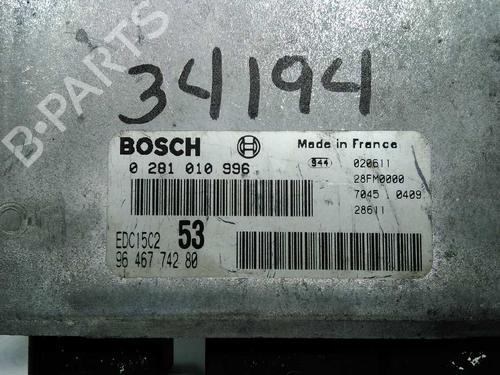 B-PARTS
34194
BOSCH
Made in France
0 281 010 996
S44 020611
28FM0000
7045 0409
28611
EDC15C2 53
96 467 742 80